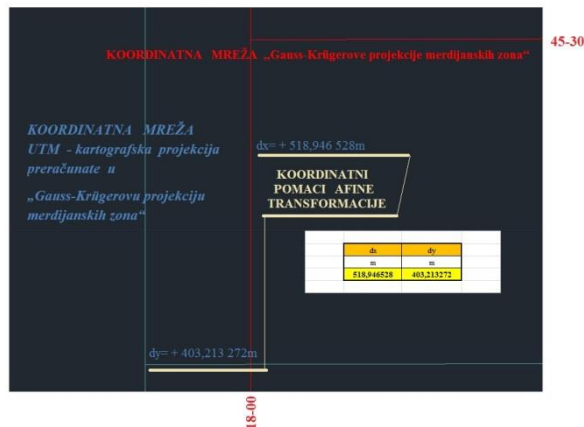 45-30
KOORDINATNA MREŽA „Gauss-Krügerove projekcije merdijanskih zona“
KOORDINATNA MREŽA
UTM - kartografska projekcija
preračunate u
„Gauss-Krügerovu projekciju
merdijanskih zona“
dx= + 518,946 528m
KOORDINATNI
POMACI AFINE
TRANSFORMACIJE
dx dy
m m
518,946528 403,213272
dy= + 403,213 272m
18-00